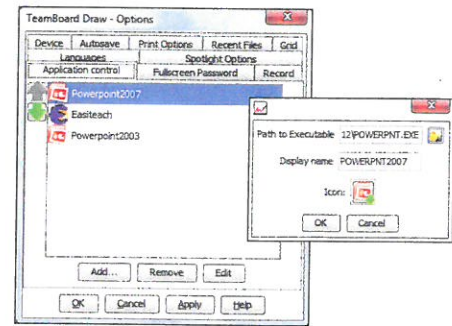 TeamBoard Draw - Options
Device Autosave Print Options Recent Files Grid
Languages Spotlight Options
Application control Fullscreen Password Record
Powerpoint2007
Easiteach
Powerpoint2003
Add... Remove Edit
OK Cancel Apply Help
Path to Executable 12\POWERPNT.EXE
Display name POWERPNT2007
Icon:
OK Cancel